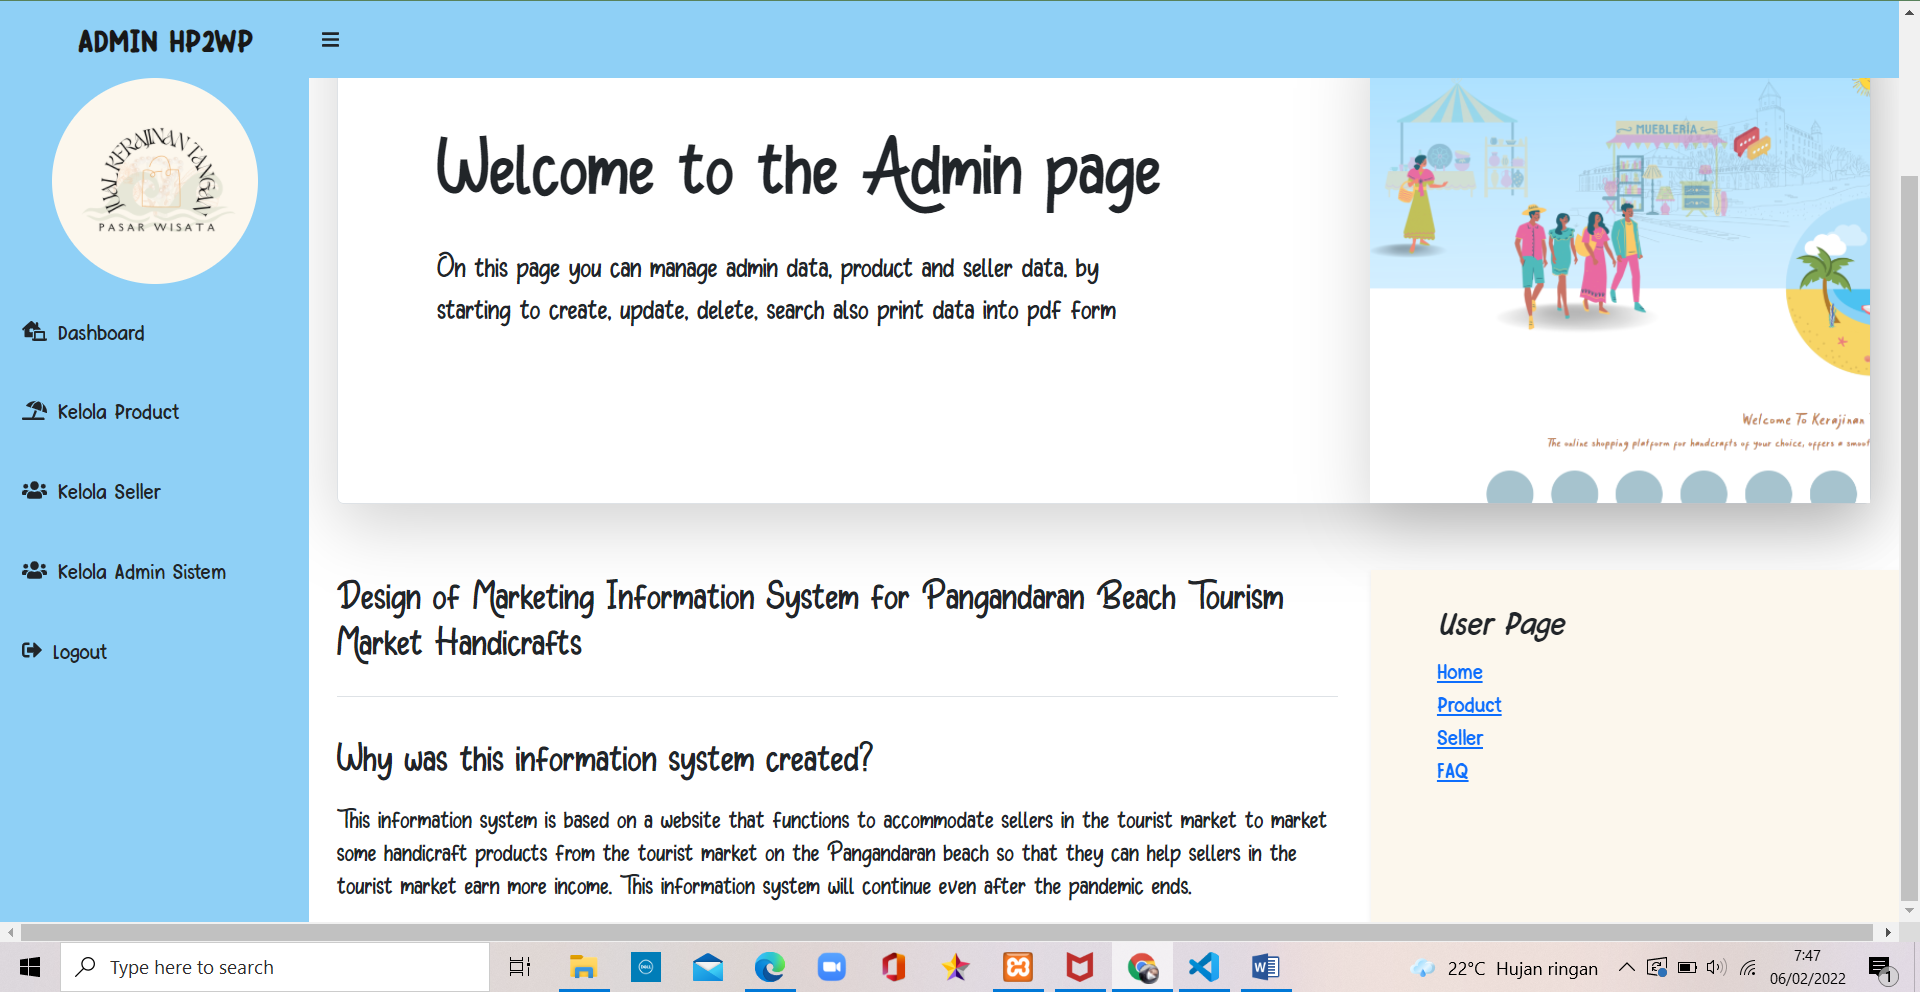 ADMIN HP2WP
JUAL KERAJINAN TANGAN
PASAR WISATA
Dashboard
Kelola Product
Kelola Seller
Kelola Admin Sistem
Logout
Welcome to the Admin page
On this page you can manage admin data, product and seller data. by
starting to create, update, delete, search also print data into pdf form
MUEBLERÍA
Welcome To Kerajinan
The online shopping platform for handcrafts of your choice, offers a smoot
Design of Marketing Information System for Pangandaran Beach Tourism
Market Handicrafts
Why was this information system created?
This information system is based on a website that functions to accommodate sellers in the tourist market to market
some handicraft products from the tourist market on the Pangandaran beach so that they can help sellers in the
tourist market earn more income. This information system will continue even after the pandemic ends.
User Page
Home
Product
Seller
FAQ
Type here to search
DELL
22°C Hujan ringan
7:47
06/02/2022
1